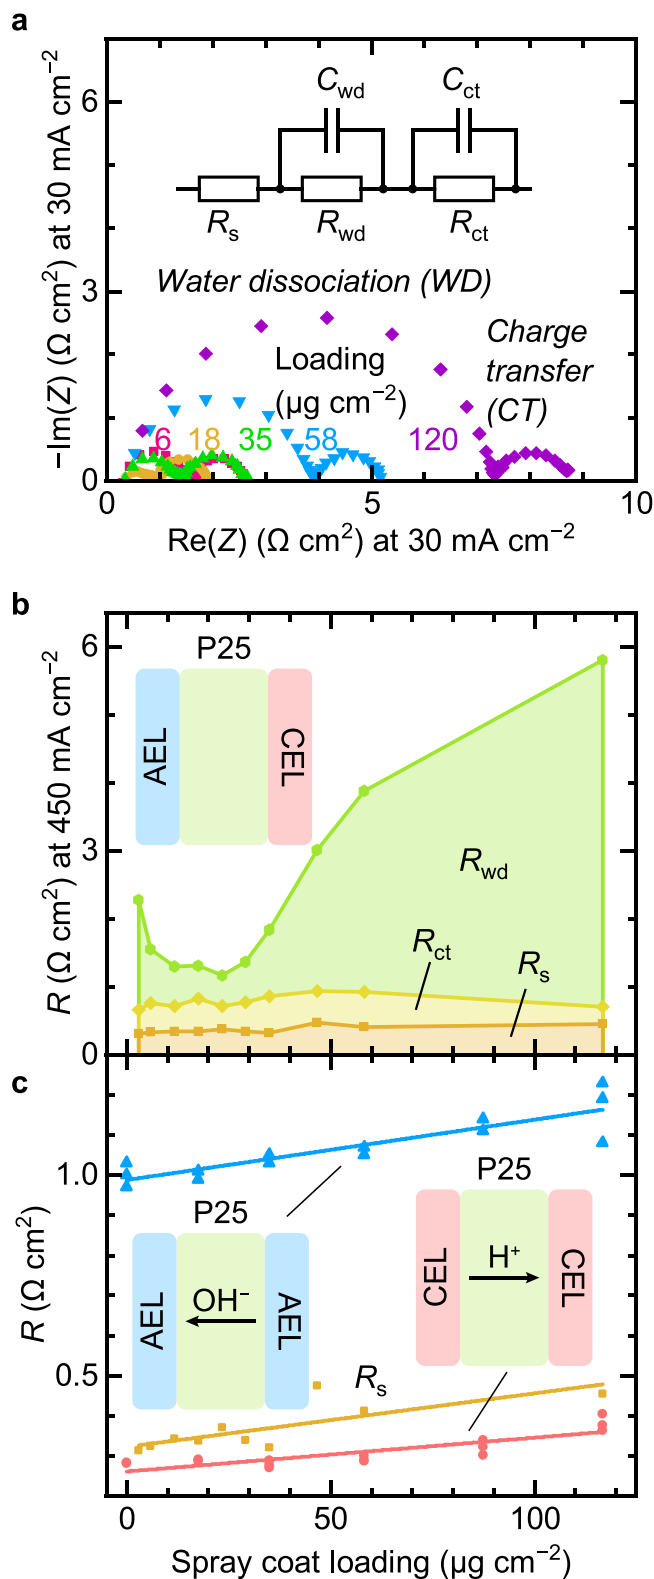 a
6
3
0
−Im(Z) (Ω cm²) at 30 mA cm⁻²
C_wd
C_ct
R_s
R_wd
R_ct
Water dissociation (WD)
Loading
(µg cm⁻²)
Charge
transfer
(CT)
6
18
35
58
120
0
5
10
Re(Z) (Ω cm²) at 30 mA cm⁻²
b
6
3
0
R (Ω cm²) at 450 mA cm⁻²
P25
AEL
CEL
R_wd
R_ct
R_s
c
1.0
0.5
R (Ω cm²)
P25
AEL
OH⁻
AEL
P25
CEL
H⁺
CEL
R_s
0
50
100
Spray coat loading (µg cm⁻²)